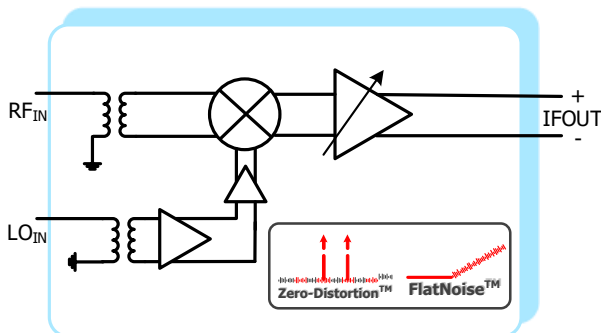 RFIN
+
IFOUT
-
LOIN
Zero-Distortion™
FlatNoise™